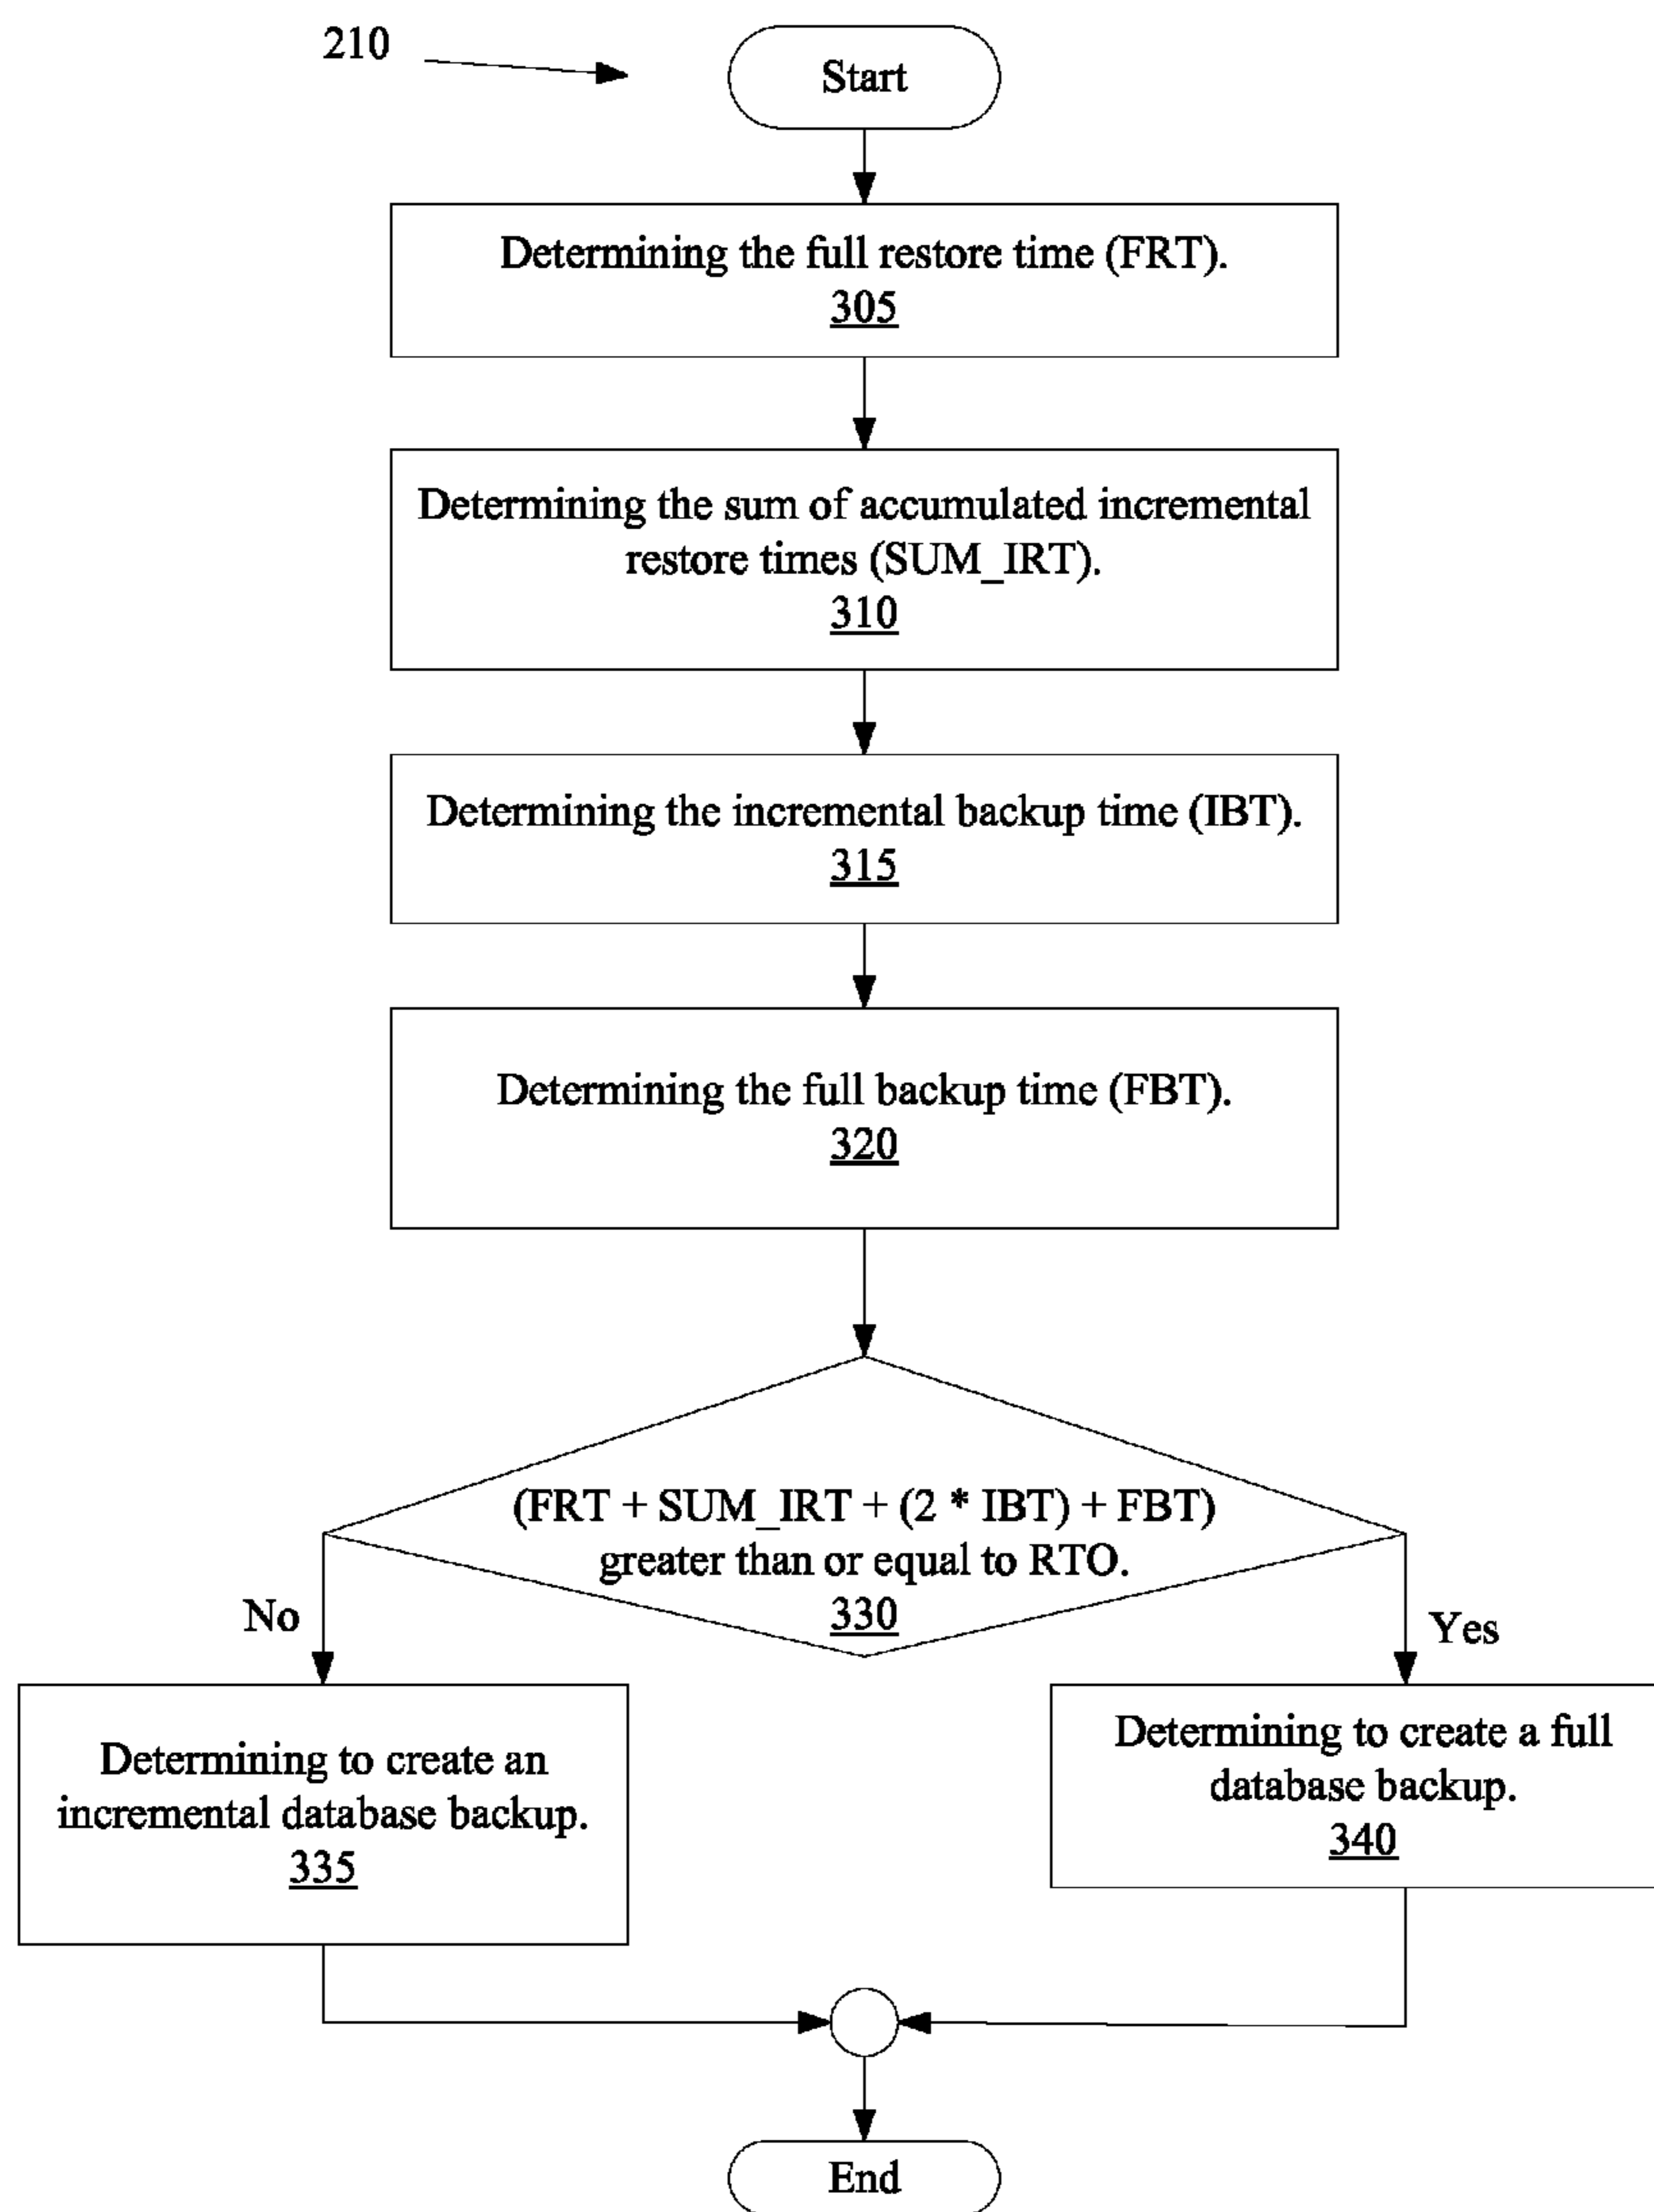 210
Start
Determining the full restore time (FRT).
305
Determining the sum of accumulated incremental
restore times (SUM_IRT).
310
Determining the incremental backup time (IBT).
315
Determining the full backup time (FBT).
320
(FRT + SUM_IRT + (2 * IBT) + FBT)
greater than or equal to RTO.
330
No
Yes
Determining to create an
incremental database backup.
335
Determining to create a full
database backup.
340
End